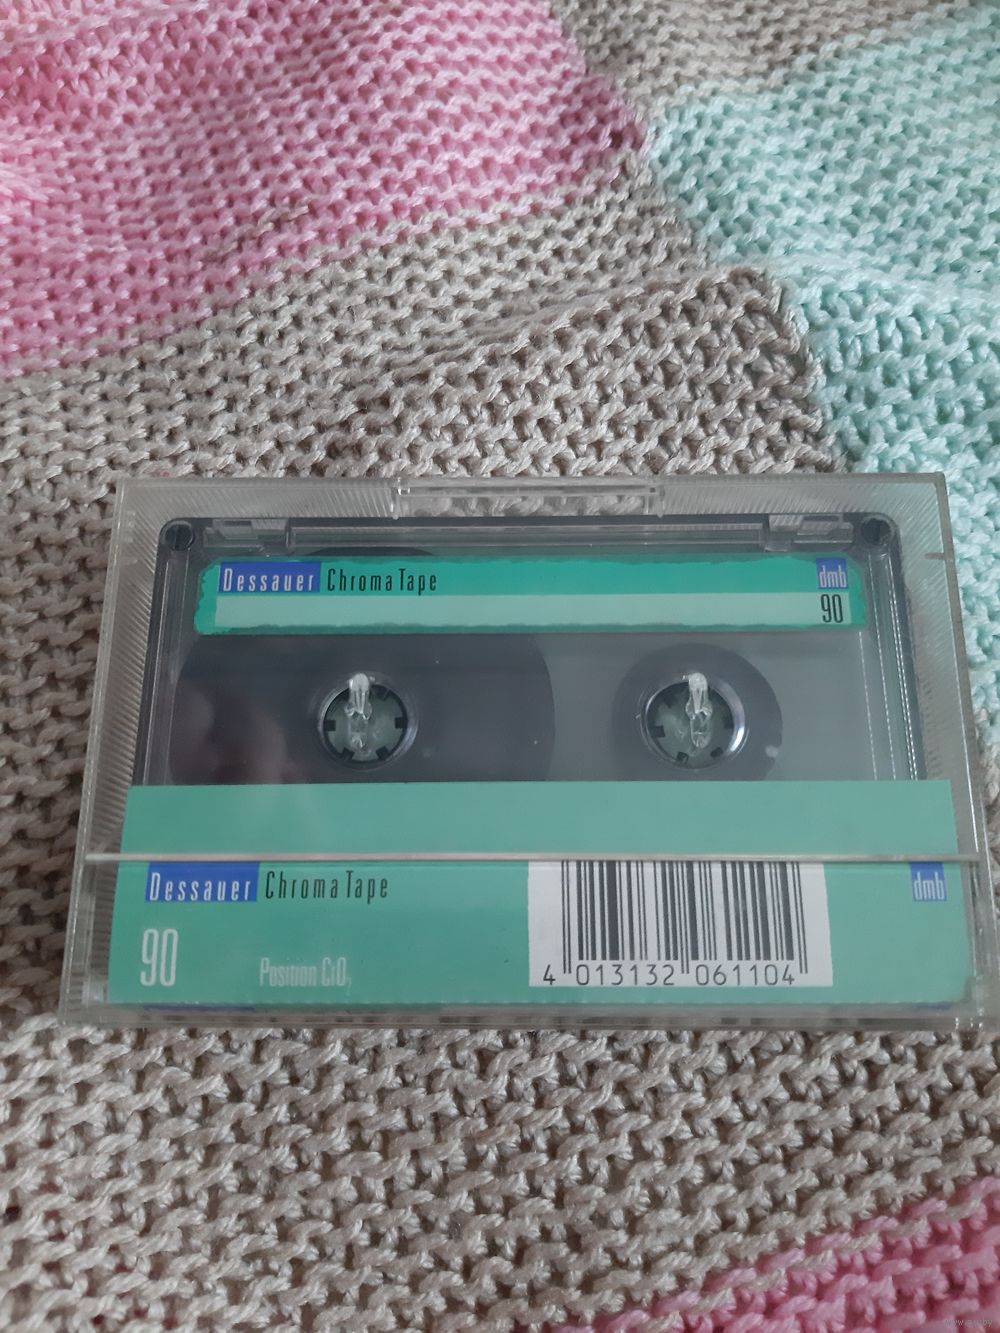 Dessauer Chroma Tape dmb
90
Dessauer Chroma Tape dmb
90 Position CrO₂
4 013132 061104